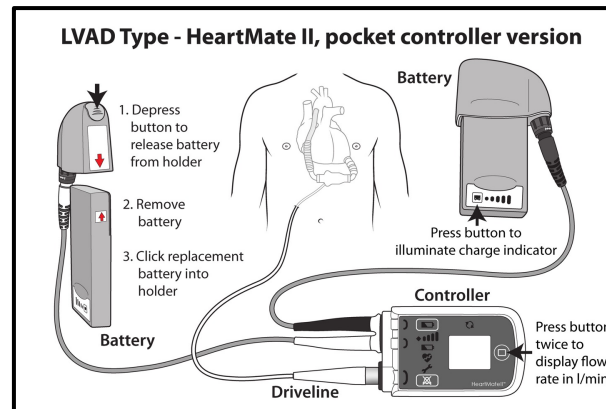 LVAD Type - HeartMate II, pocket controller version
Battery
1. Depress
button to
release battery
from holder
2. Remove
battery
3. Click replacement
battery into
holder
Battery
Press button to
illuminate charge indicator
Controller
Press button
twice to
display flow
rate in l/min
HeartMate II
Driveline